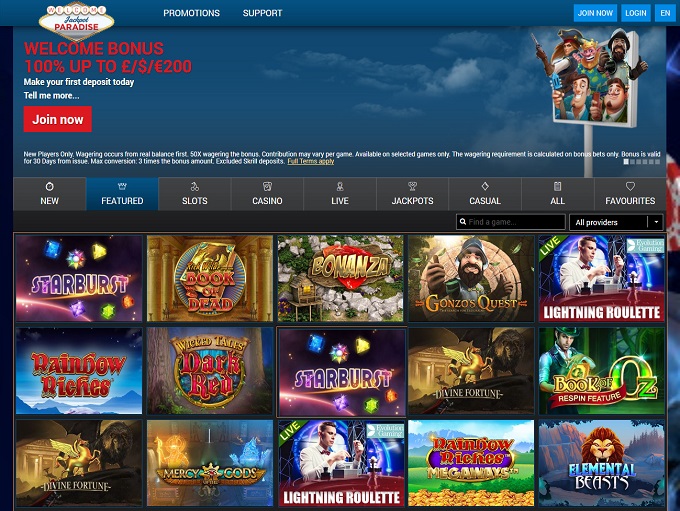 WELCOME
Jackpot
PARADISE
PROMOTIONS
SUPPORT
JOIN NOW
LOGIN
EN
WELCOME BONUS
100% UP TO £/$/€200
Make your first deposit today
Tell me more...
Join now
New Players Only. Wagering occurs from real balance first. 50X wagering the bonus. Contribution may vary per game. Available on selected games only. The wagering requirement is calculated on bonus bets only. Bonus is valid
for 30 Days from issue. Max conversion: 3 times the bonus amount. Excluded Skrill deposits. Full Terms apply
NEW
FEATURED
SLOTS
CASINO
LIVE
JACKPOTS
CASUAL
ALL
FAVOURITES
Find a game...
All providers
STARBURST
BOOK
OF
DEAD
BONANZA
GONZO'S QUEST
LIVE
Evolution Gaming
LIGHTNING ROULETTE
Rainbow
Riches
WICKED TALES
Dark
Red
STARBURST
DIVINE FORTUNE
BOOK OF
OZ
RESPIN FEATURE
DIVINE FORTUNE
MERCY OF THE GODS
LIVE
Evolution Gaming
LIGHTNING ROULETTE
Rainbow
Riches
MEGAWAYS
ELEMENTAL
BEASTS